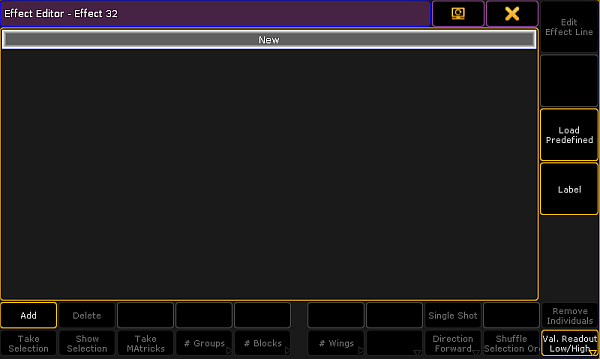 Effect Editor - Effect 32
Edit
Effect Line
New
Load
Predefined
Label
Add
Delete
Single Shot
Remove
Individuals
Take
Selection
Show
Selection
Take
MAtricks
# Groups
# Blocks
# Wings
Direction
Forward
Shuffle
Selection Or
Val. Readout
Low/High